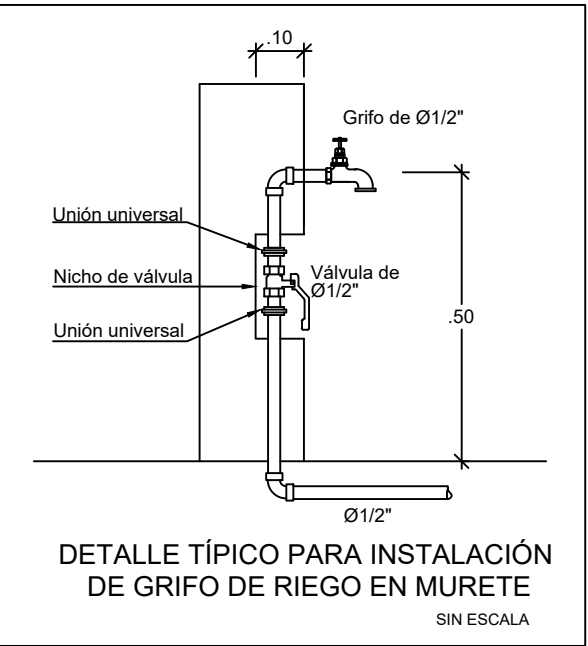 .10
Grifo de Ø1/2"
Unión universal
Nicho de válvula
Válvula de
Ø1/2"
Unión universal
.50
Ø1/2"
DETALLE TÍPICO PARA INSTALACIÓN
DE GRIFO DE RIEGO EN MURETE
SIN ESCALA